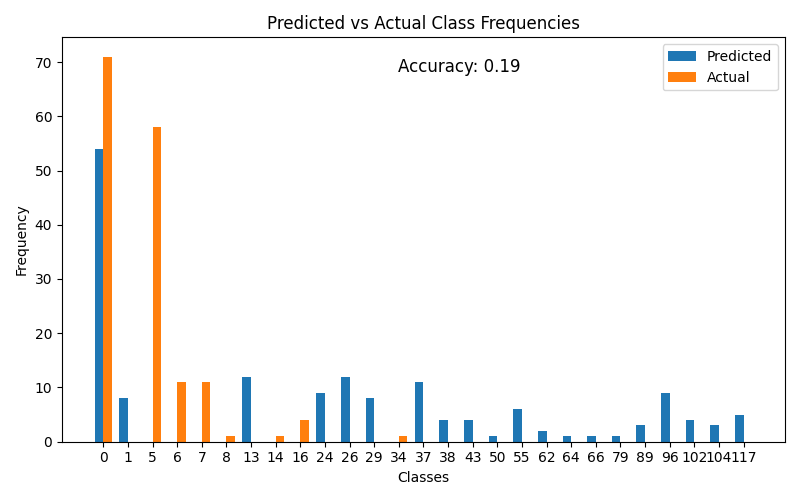 Predicted vs Actual Class Frequencies
Accuracy: 0.19
Predicted
Actual
Frequency
70
60
50
40
30
20
10
0
0 1 5 6 7 8 13 14 16 24 26 29 34 37 38 43 50 55 62 64 66 79 89 96 102 104 117
Classes